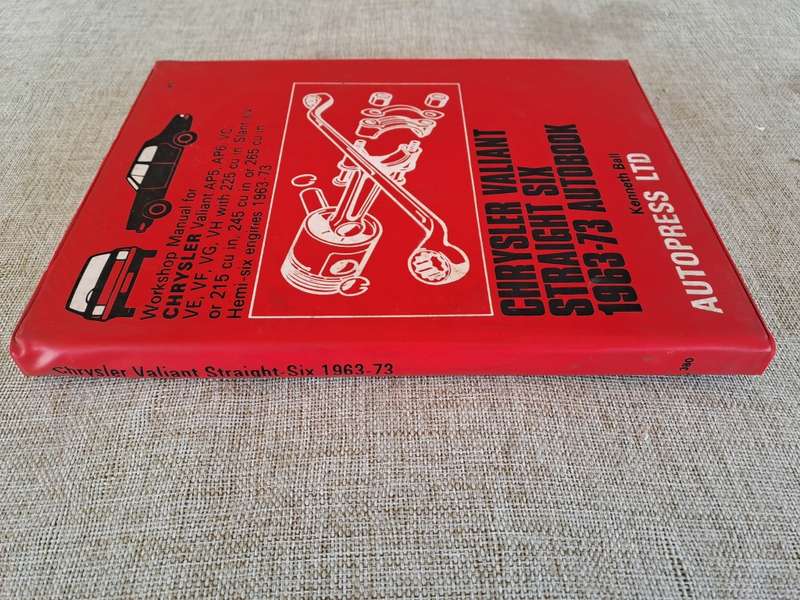 CHRYSLER VALIANT
STRAIGHT SIX
1963-73 AUTOBOOK
Kenneth Ball
AUTOPRESS LTD
Workshop Manual for
CHRYSLER Valiant AP5, AP6, VC,
VE, VF, VG, VH with 225 cu in Slant Six
or 215 cu in, 245 cu in or 265 cu in
Hemi-six engines 1963-73
Chrysler Valiant Straight-Six 1963-73